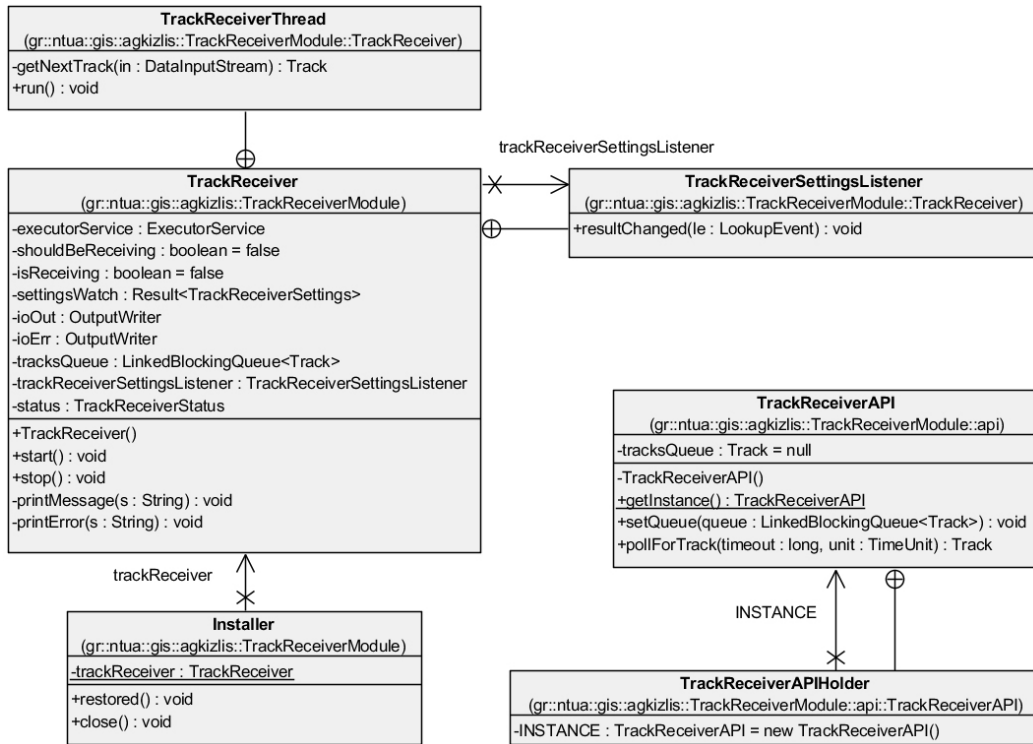 TrackReceiverThread
(gr::ntua::gis::agkizlis::TrackReceiverModule::TrackReceiver)
-getNextTrack(in : DataInputStream) : Track
+run() : void
trackReceiverSettingsListener
TrackReceiver
(gr::ntua::gis::agkizlis::TrackReceiverModule)
-executorService : ExecutorService
-shouldBeReceiving : boolean = false
-isReceiving : boolean = false
-settingsWatch : Result<TrackReceiverSettings>
-ioOut : OutputWriter
-ioErr : OutputWriter
-tracksQueue : LinkedBlockingQueue<Track>
-trackReceiverSettingsListener : TrackReceiverSettingsListener
-status : TrackReceiverStatus
+TrackReceiver()
+start() : void
+stop() : void
-printMessage(s : String) : void
-printError(s : String) : void
TrackReceiverSettingsListener
(gr::ntua::gis::agkizlis::TrackReceiverModule::TrackReceiver)
+resultChanged(le : LookupEvent) : void
TrackReceiverAPI
(gr::ntua::gis::agkizlis::TrackReceiverModule::api)
-tracksQueue : Track = null
-TrackReceiverAPI()
+getInstance() : TrackReceiverAPI
+setQueue(queue : LinkedBlockingQueue<Track>) : void
+pollForTrack(timeout : long, unit : TimeUnit) : Track
trackReceiver
INSTANCE
Installer
(gr::ntua::gis::agkizlis::TrackReceiverModule)
-trackReceiver : TrackReceiver
+restored() : void
+close() : void
TrackReceiverAPIHolder
(gr::ntua::gis::agkizlis::TrackReceiverModule::api::TrackReceiverAPI)
-INSTANCE : TrackReceiverAPI = new TrackReceiverAPI()